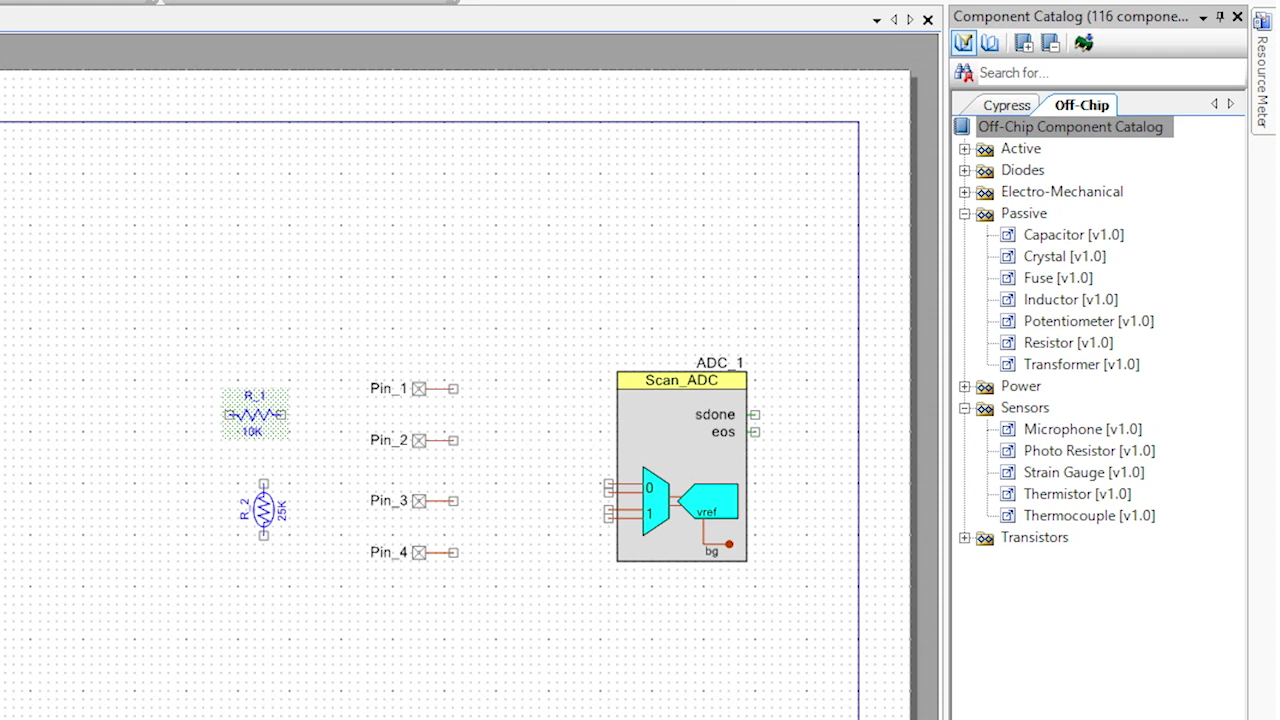 Component Catalog (116 compone...
Search for...
Cypress
Off-Chip
Off-Chip Component Catalog
Active
Diodes
Electro-Mechanical
Passive
Capacitor [v1.0]
Crystal [v1.0]
Fuse [v1.0]
Inductor [v1.0]
Potentiometer [v1.0]
Resistor [v1.0]
Transformer [v1.0]
Power
Sensors
Microphone [v1.0]
Photo Resistor [v1.0]
Strain Gauge [v1.0]
Thermistor [v1.0]
Thermocouple [v1.0]
Transistors
Resource Meter
R_1
10K
R_2
25K
Pin_1
Pin_2
Pin_3
Pin_4
ADC_1
Scan_ADC
sdone
eos
0
1
vref
bg